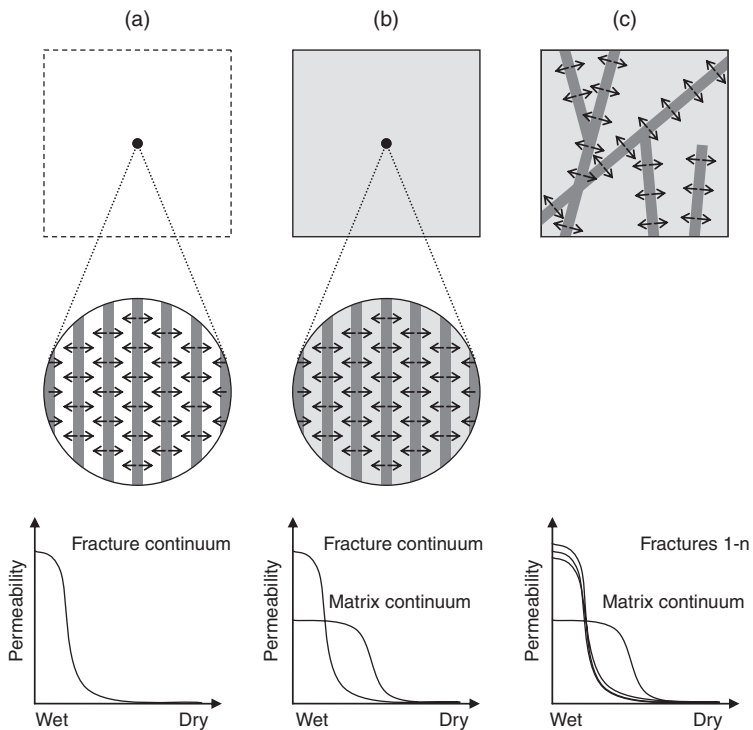 (a)
(b)
(c)
Permeability
Fracture continuum
Wet
Dry
Permeability
Fracture continuum
Matrix continuum
Wet
Dry
Permeability
Fractures 1-n
Matrix continuum
Wet
Dry